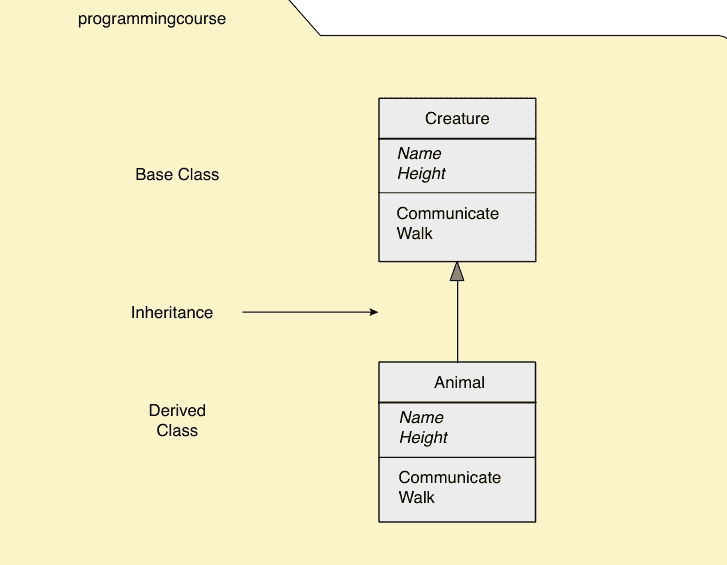 programmingcourse
Creature
Base Class
Name
Height
Communicate
Walk
Inheritance
Animal
Derived
Class
Name
Height
Communicate
Walk